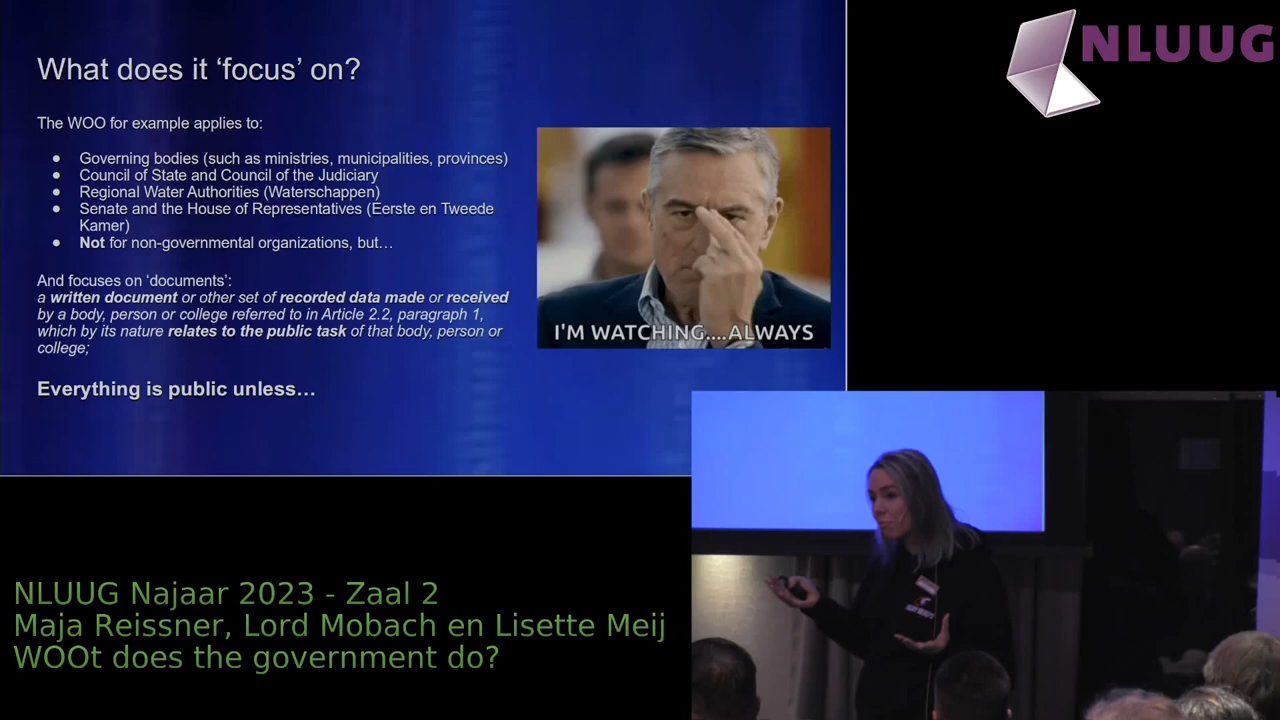 What does it ‘focus’ on?
The WOO for example applies to:
● Governing bodies (such as ministries, municipalities, provinces)
● Council of State and Council of the Judiciary
● Regional Water Authorities (Waterschappen)
● Senate and the House of Representatives (Eerste en Tweede
Kamer)
● Not for non-governmental organizations, but…
And focuses on ‘documents’:
a written document or other set of recorded data made or received
by a body, person or college referred to in Article 2.2, paragraph 1,
which by its nature relates to the public task of that body, person or
college;
Everything is public unless…
I'M WATCHING....ALWAYS
NLUUG
NLUUG Najaar 2023 - Zaal 2
Maja Reissner, Lord Mobach en Lisette Meij
WOOt does the government do?